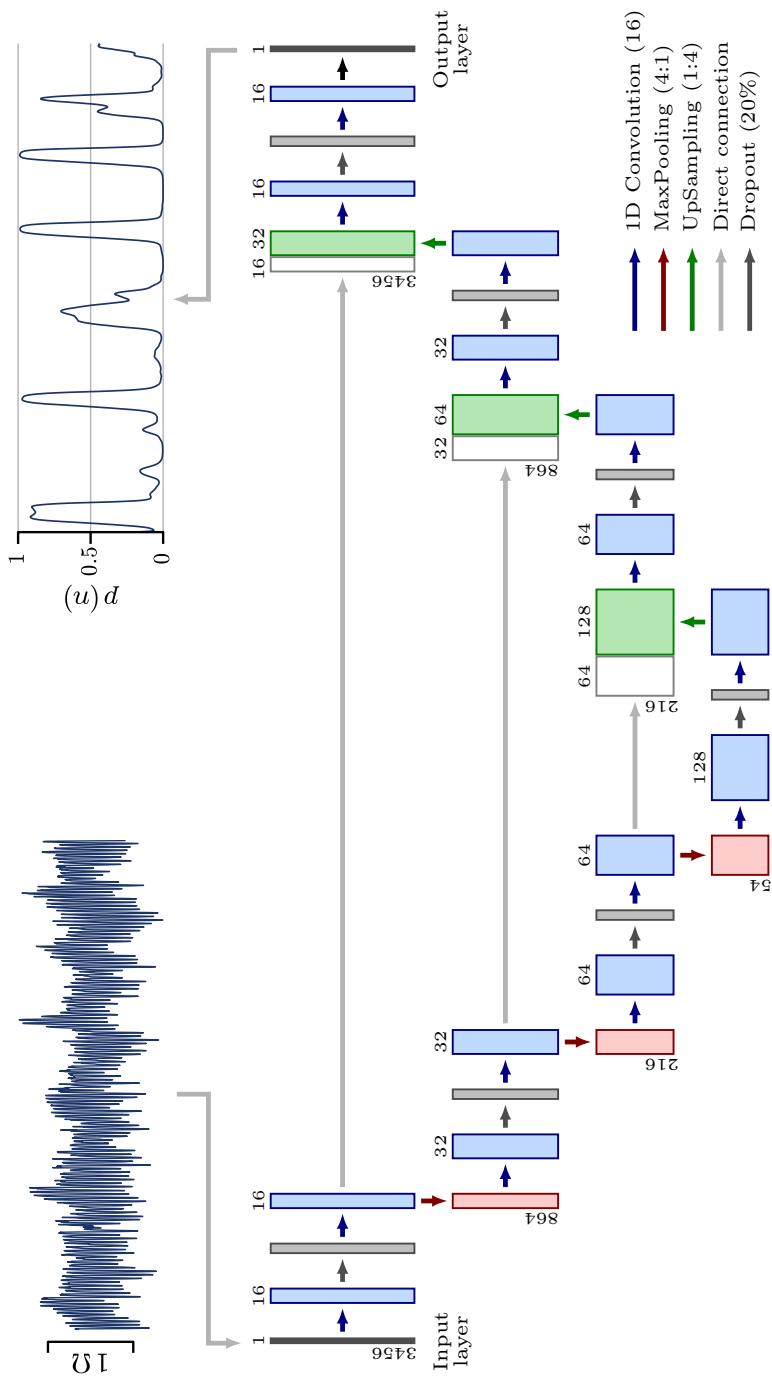 1 Ω
1
0.5
0
p (n)
Input
layer
1
3456
16
16
16
32
3456
16
16
1
Output
layer
864
32
32
32
64
864
32
216
64
64
64
128
216
64
54
128
1D Convolution (16)
MaxPooling (4:1)
UpSampling (1:4)
Direct connection
Dropout (20%)